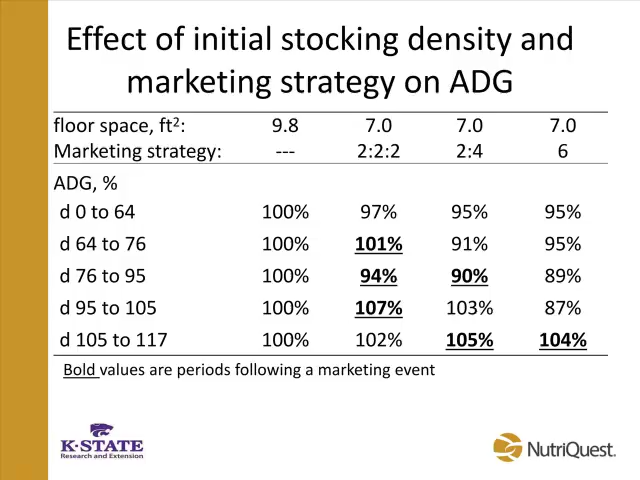 Effect of initial stocking density and
marketing strategy on ADG
floor space, ft²: 9.8 7.0 7.0 7.0
Marketing strategy: --- 2:2:2 2:4 6
ADG, %
d 0 to 64 100% 97% 95% 95%
d 64 to 76 100% 101% 91% 95%
d 76 to 95 100% 94% 90% 89%
d 95 to 105 100% 107% 103% 87%
d 105 to 117 100% 102% 105% 104%
Bold values are periods following a marketing event
K-STATE
Research and Extension
NutriQuest.